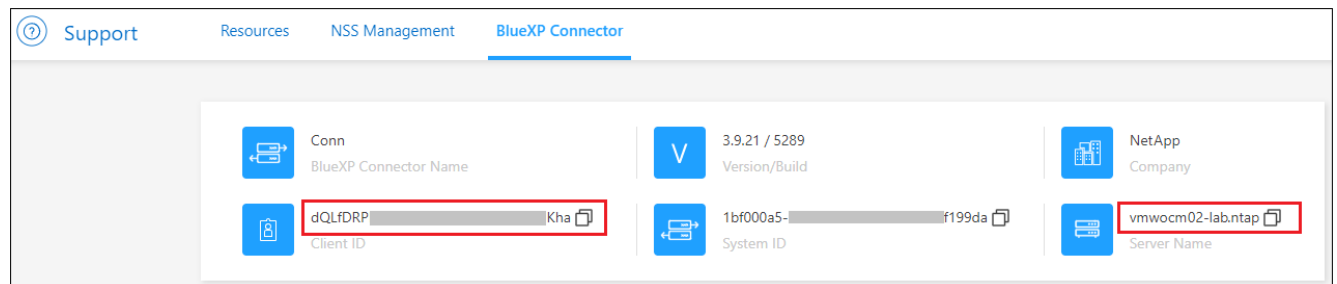 Support
Resources NSS Management BlueXP Connector
Conn
BlueXP Connector Name
V
3.9.21 / 5289
Version/Build
NetApp
Company
dQLfDRP Kha
Client ID
1bf000a5- f199da
System ID
vmwocm02-lab.ntap
Server Name